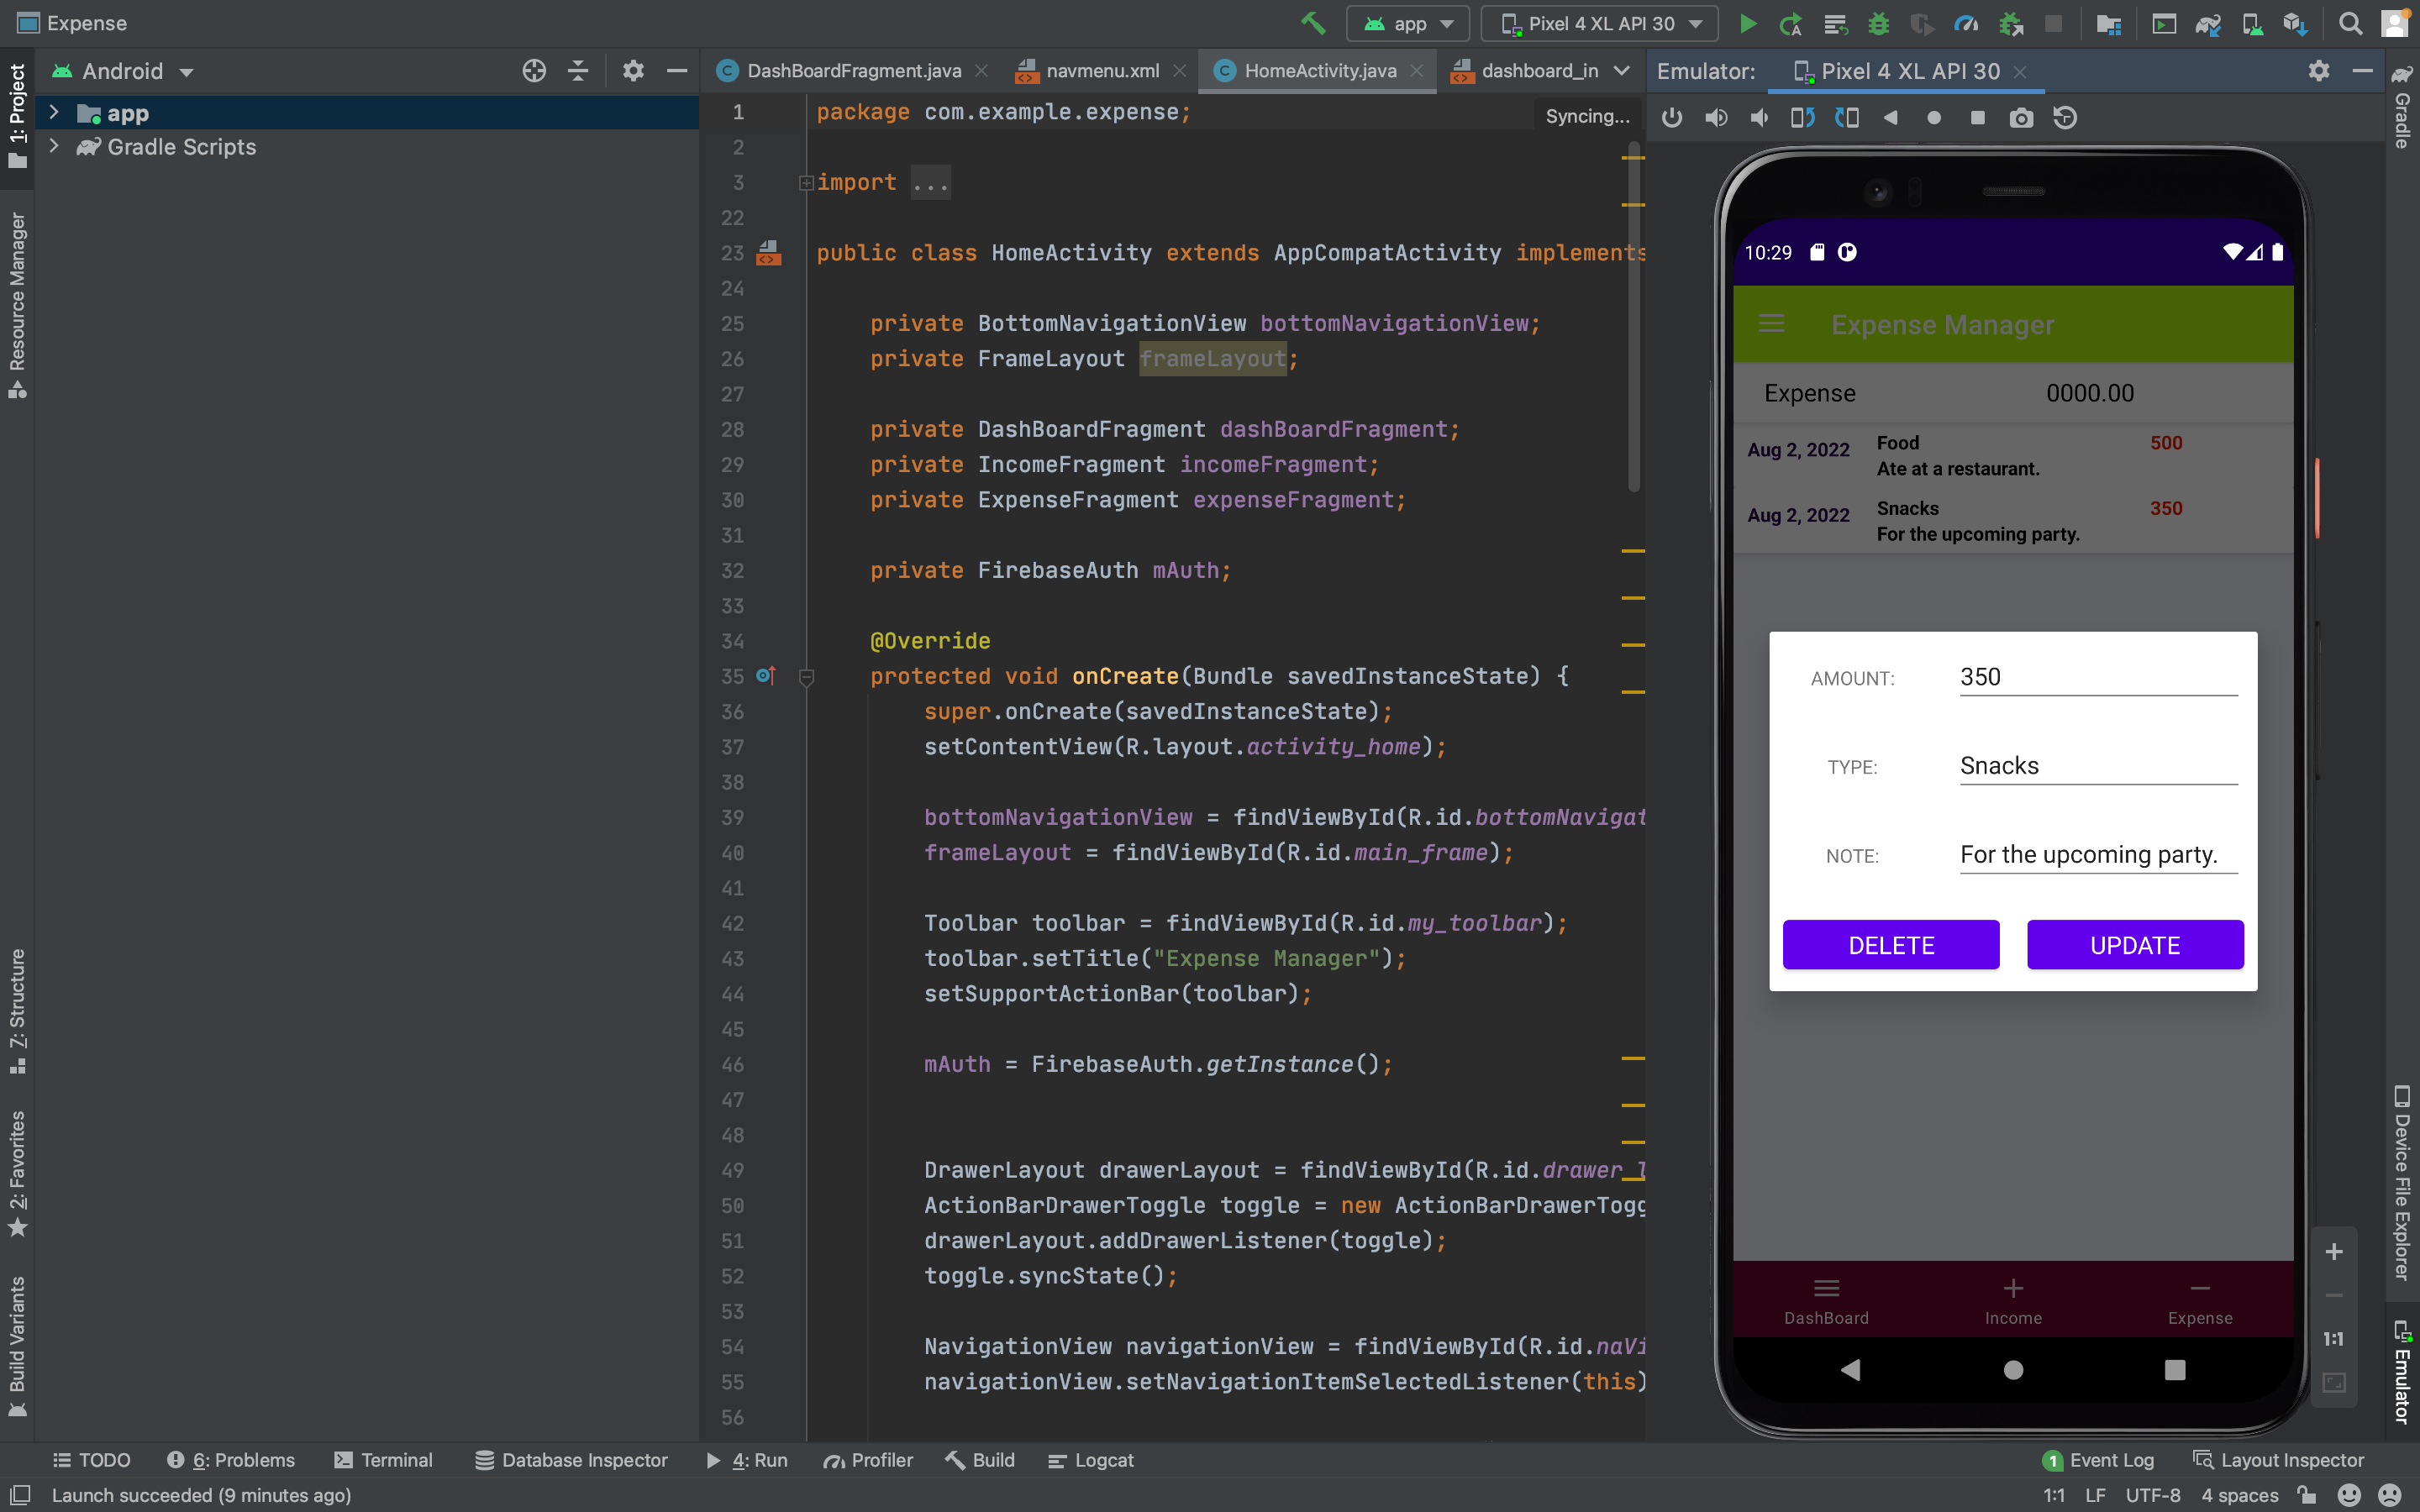 Expense
app
Pixel 4 XL API 30
Android
DashBoardFragment.java
navmenu.xml
HomeActivity.java
dashboard_in
Emulator:
Pixel 4 XL API 30
1: Project
Resource Manager
7: Structure
2: Favorites
Build Variants
app
Gradle Scripts
Syncing...
1 package com.example.expense;
2
3 import ...
22
23 public class HomeActivity extends AppCompatActivity implements
24
25 private BottomNavigationView bottomNavigationView;
26 private FrameLayout frameLayout;
27
28 private DashBoardFragment dashBoardFragment;
29 private IncomeFragment incomeFragment;
30 private ExpenseFragment expenseFragment;
31
32 private FirebaseAuth mAuth;
33
34 @Override
35 protected void onCreate(Bundle savedInstanceState) {
36 super.onCreate(savedInstanceState);
37 setContentView(R.layout.activity_home);
38
39 bottomNavigationView = findViewById(R.id.bottomNavigat
40 frameLayout = findViewById(R.id.main_frame);
41
42 Toolbar toolbar = findViewById(R.id.my_toolbar);
43 toolbar.setTitle("Expense Manager");
44 setSupportActionBar(toolbar);
45
46 mAuth = FirebaseAuth.getInstance();
47
48
49 DrawerLayout drawerLayout = findViewById(R.id.drawer_l
50 ActionBarDrawerToggle toggle = new ActionBarDrawerTogg
51 drawerLayout.addDrawerListener(toggle);
52 toggle.syncState();
53
54 NavigationView navigationView = findViewById(R.id.naVi
55 navigationView.setNavigationItemSelectedListener(this)
56
10:29
Expense Manager
Expense 0000.00
Aug 2, 2022 Food 500
Ate at a restaurant.
Aug 2, 2022 Snacks 350
For the upcoming party.
AMOUNT: 350
TYPE: Snacks
NOTE: For the upcoming party.
DELETE UPDATE
DashBoard Income Expense
1:1
Gradle
Device File Explorer
Emulator
TODO
6: Problems
Terminal
Database Inspector
4: Run
Profiler
Build
Logcat
1 Event Log
Layout Inspector
Launch succeeded (9 minutes ago)
1:1 LF UTF-8 4 spaces